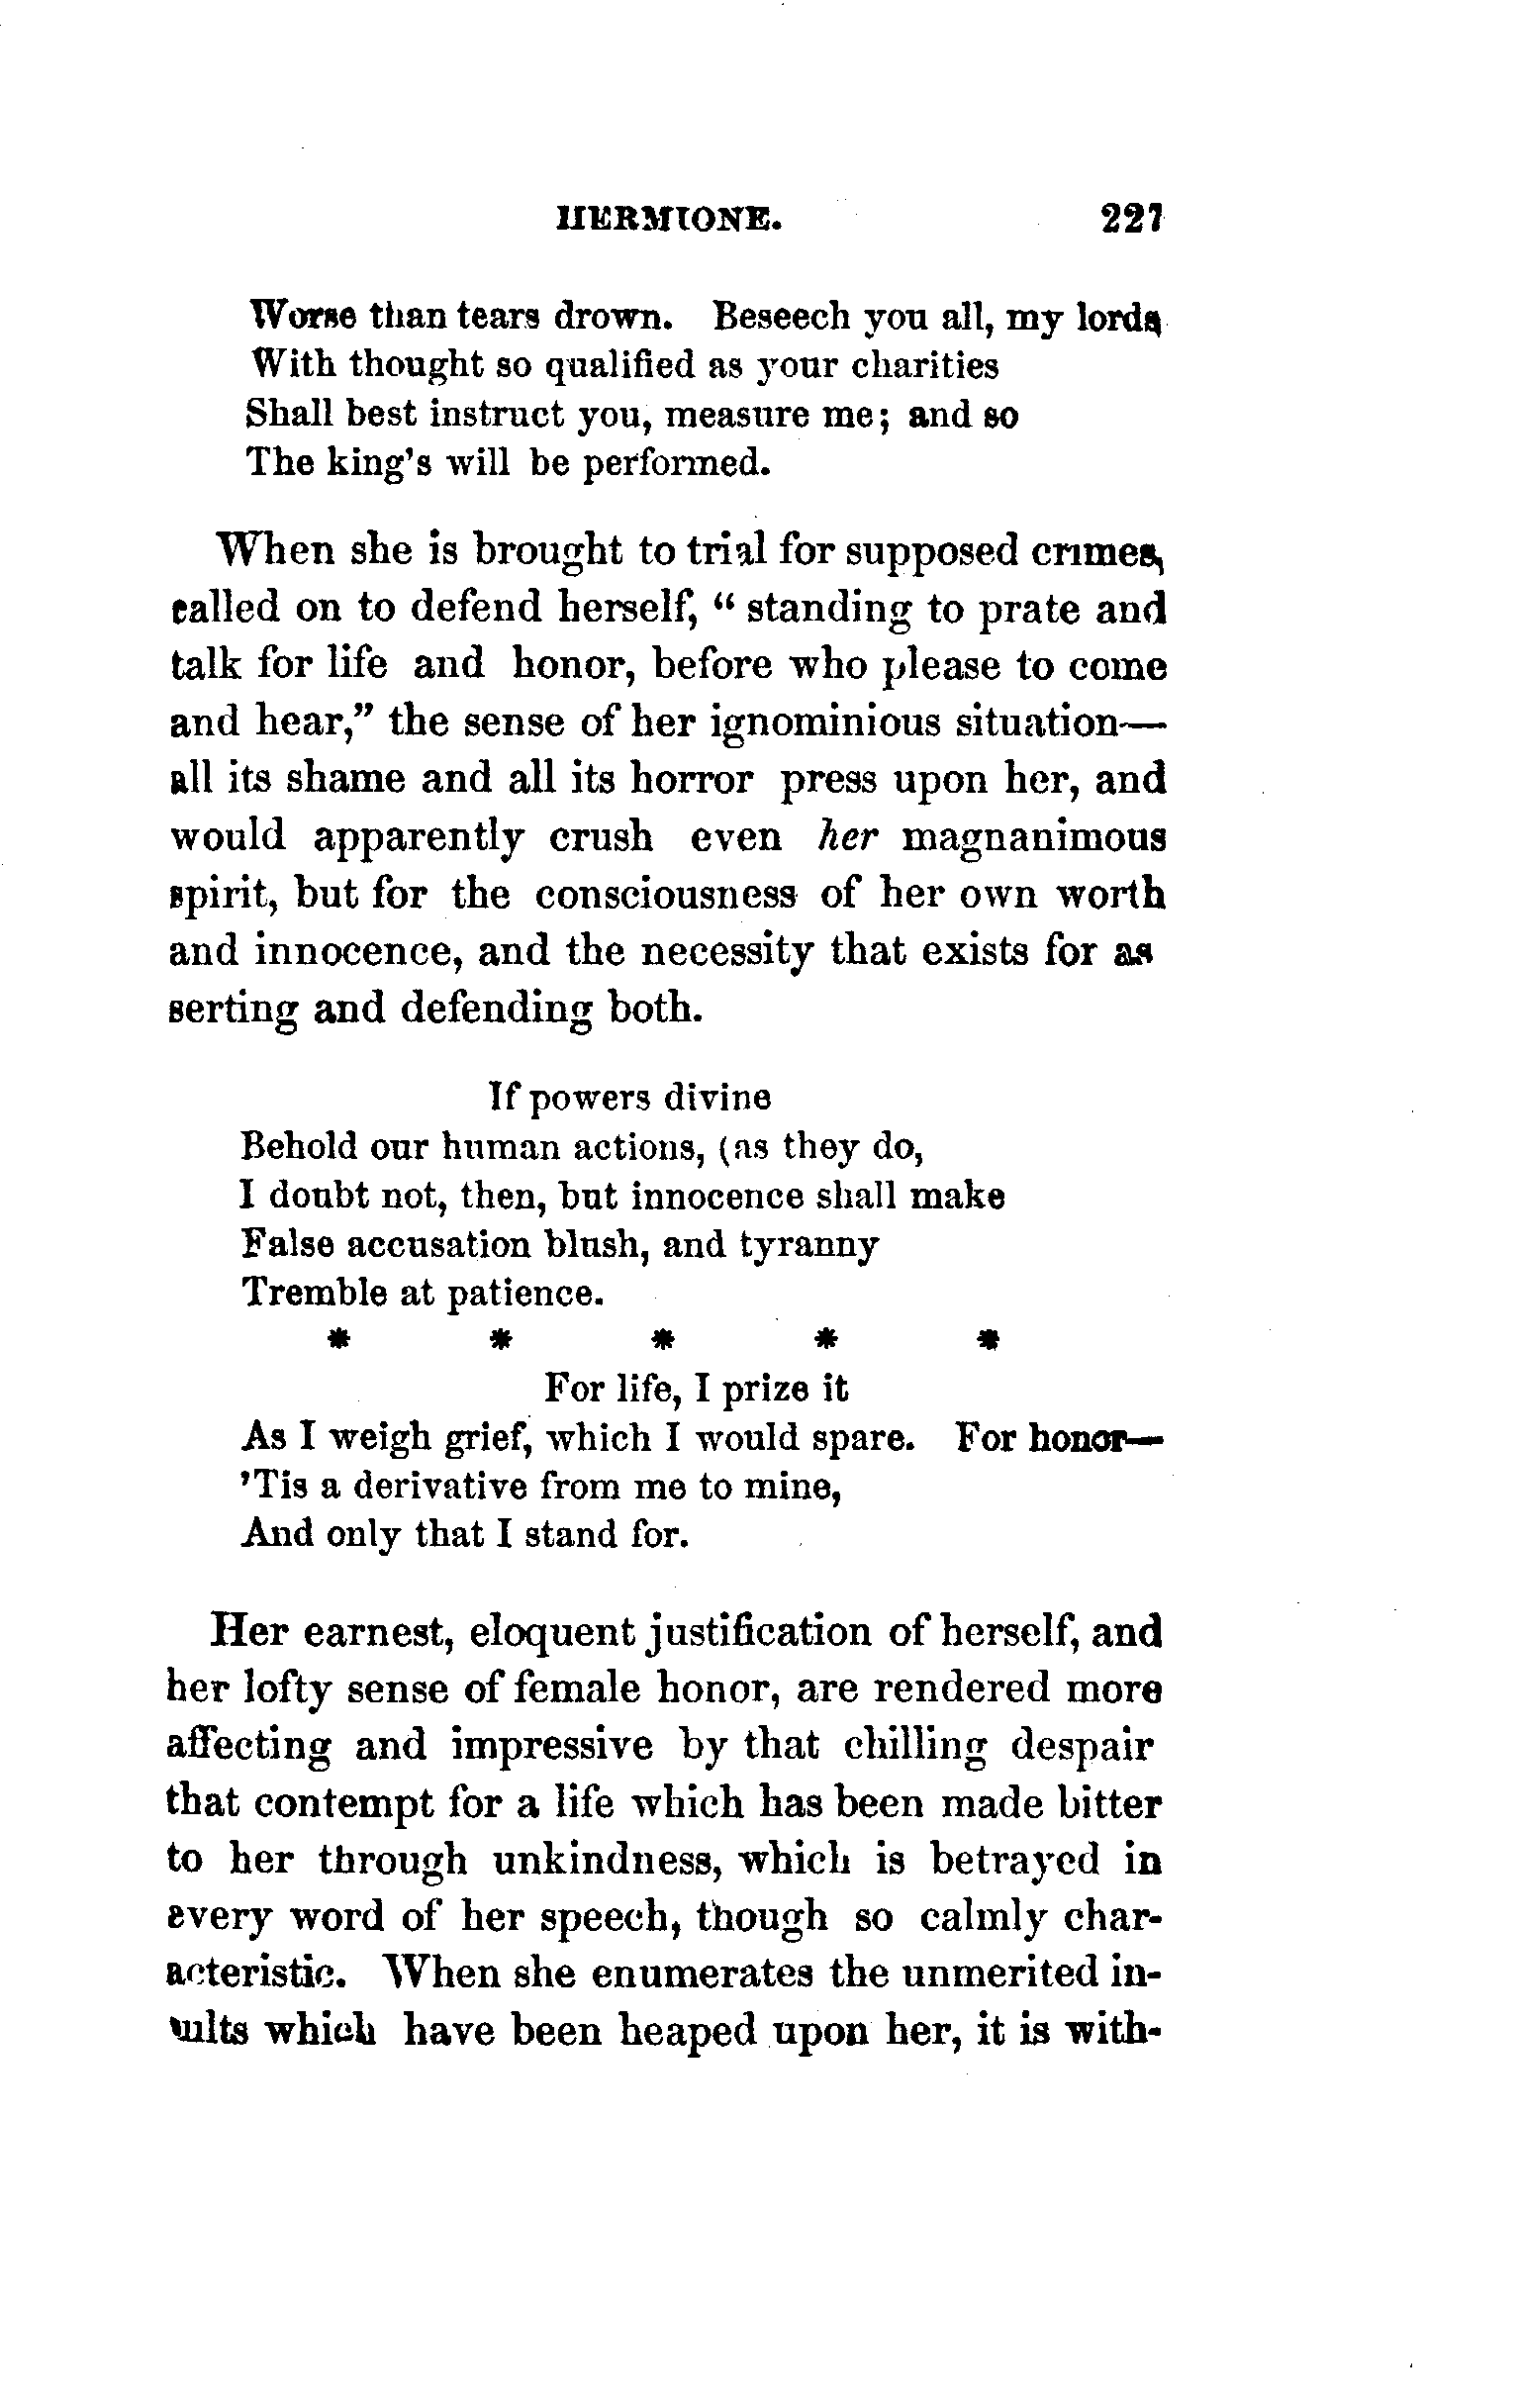 HERMIONE. 227
Worse than tears drown. Beseech you all, my lords,
With thought so qualified as your charities
Shall best instruct you, measure me; and so
The king's will be performed.
When she is brought to trial for supposed crimes,
called on to defend herself, " standing to prate and
talk for life and honor, before who please to come
and hear," the sense of her ignominious situation—
all its shame and all its horror press upon her, and
would apparently crush even her magnanimous
spirit, but for the consciousness of her own worth
and innocence, and the necessity that exists for as
serting and defending both.
If powers divine
Behold our human actions, (as they do,
I doubt not, then, but innocence shall make
False accusation blush, and tyranny
Tremble at patience.
* * * * *
For life, I prize it
As I weigh grief, which I would spare. For honor—
'Tis a derivative from me to mine,
And only that I stand for.
Her earnest, eloquent justification of herself, and
her lofty sense of female honor, are rendered more
affecting and impressive by that chilling despair
that contempt for a life which has been made bitter
to her through unkindness, which is betrayed in
every word of her speech, though so calmly char-
acteristic. When she enumerates the unmerited in-
sults which have been heaped upon her, it is with-